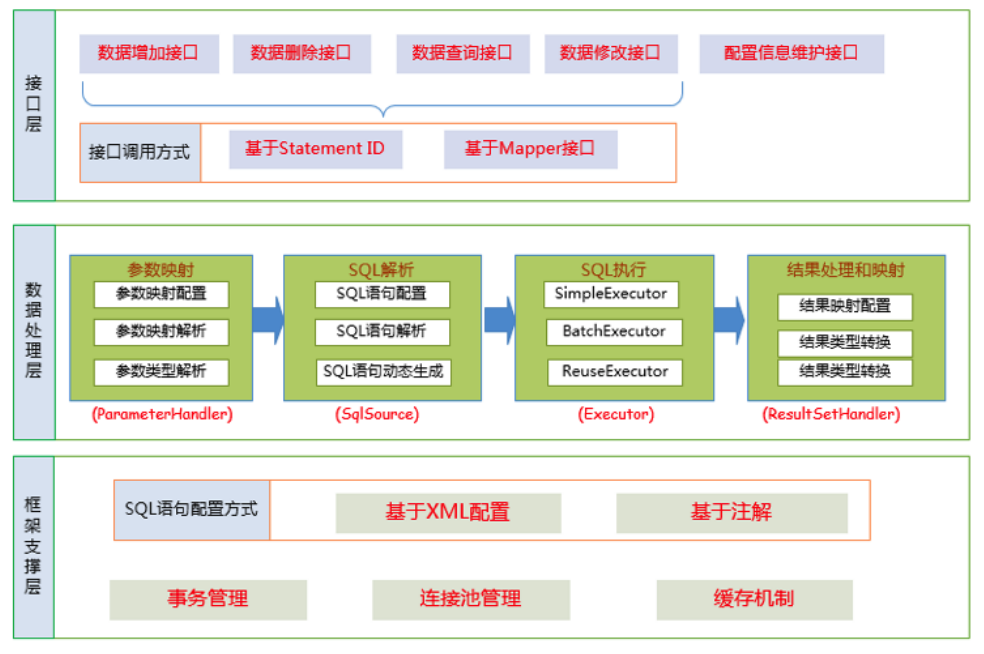 接口层
数据增加接口
数据删除接口
数据查询接口
数据修改接口
配置信息维护接口
接口调用方式
基于Statement ID
基于Mapper接口
数据处理层
参数映射
参数映射配置
参数映射解析
参数类型解析
(ParameterHandler)
SQL解析
SQL语句配置
SQL语句解析
SQL语句动态生成
(SqlSource)
SQL执行
SimpleExecutor
BatchExecutor
ReuseExecutor
(Executor)
结果处理和映射
结果映射配置
结果类型转换
结果类型转换
(ResultSetHandler)
框架支撑层
SQL语句配置方式
基于XML配置
基于注解
事务管理
连接池管理
缓存机制